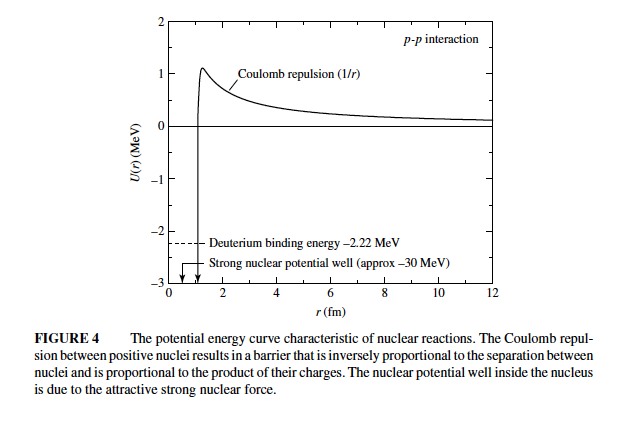 2
p-p interaction
1
Coulomb repulsion (1/r)
0
U(r) (MeV)
−1
−2
Deuterium binding energy −2.22 MeV
Strong nuclear potential well (approx −30 MeV)
−3
0 2 4 6 8 10 12
r (fm)
FIGURE 4 The potential energy curve characteristic of nuclear reactions. The Coulomb repul-
sion between positive nuclei results in a barrier that is inversely proportional to the separation between
nuclei and is proportional to the product of their charges. The nuclear potential well inside the nucleus
is due to the attractive strong nuclear force.